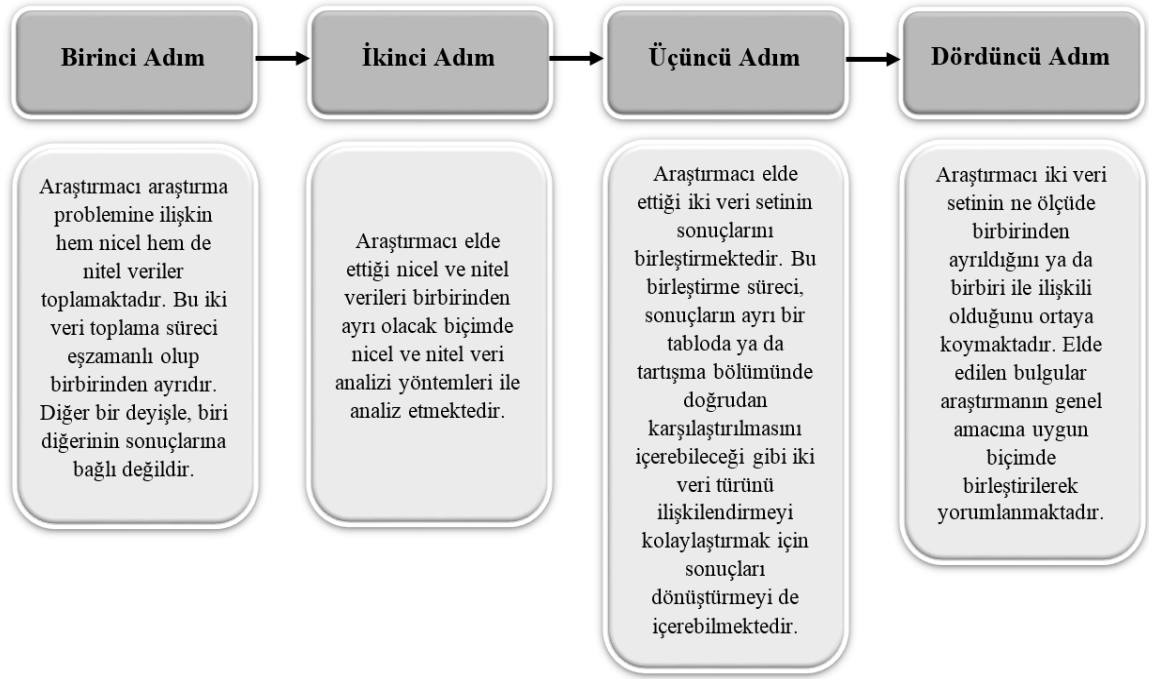 Birinci Adım
İkinci Adım
Üçüncü Adım
Dördüncü Adım
Araştırmacı araştırma
problemine ilişkin
hem nicel hem de
nitel veriler
toplamaktadır. Bu iki
veri toplama süreci
eşzamanlı olup
birbirinden ayrıdır.
Diğer bir deyişle, biri
diğerinin sonuçlarına
bağlı değildir.
Araştırmacı elde
ettiği nicel ve nitel
verileri birbirinden
ayrı olacak biçimde
nicel ve nitel veri
analizi yöntemleri ile
analiz etmektedir.
Araştırmacı elde
ettiği iki veri setinin
sonuçlarını
birleştirmektedir. Bu
birleştirme süreci,
sonuçların ayrı bir
tabloda ya da
tartışma bölümünde
doğrudan
karşılaştırılmasını
içerebileceği gibi iki
veri türünü
ilişkilendirmeyi
kolaylaştırmak için
sonuçları
dönüştürmeyi de
içerebilmektedir.
Araştırmacı iki veri
setinin ne ölçüde
birbirinden
ayrıldığını ya da
birbiri ile ilişkili
olduğunu ortaya
koymaktadır. Elde
edilen bulgular
araştırmanın genel
amacına uygun
biçimde
birleştirilerek
yorumlanmaktadır.